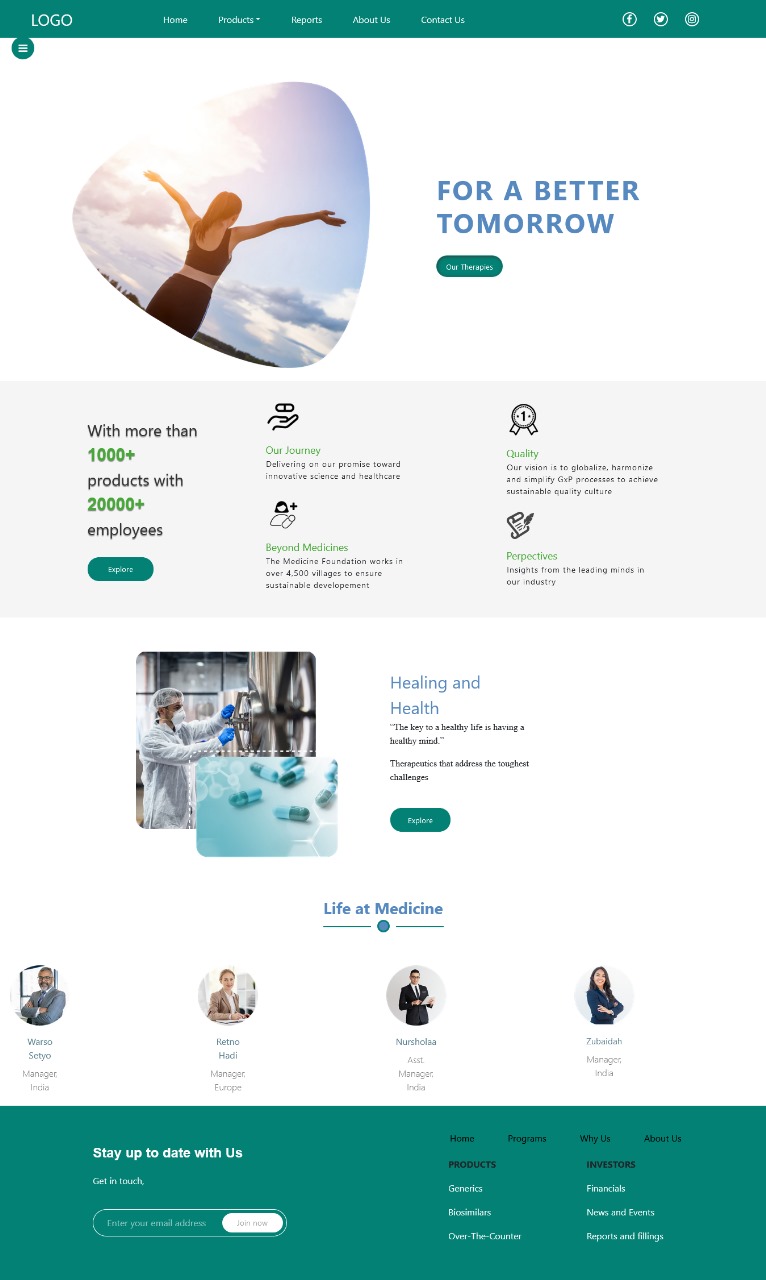 LOGO
Home
Products
Reports
About Us
Contact Us
FOR A BETTER
TOMORROW
Our Therapies
With more than
1000+
products with
20000+
employees
Explore
Our Journey
Delivering on our promise toward
innovative science and healthcare
1
Quality
Our vision is to globalize, harmonize
and simplify GxP processes to achieve
sustainable quality culture
Beyond Medicines
The Medicine Foundation works in
over 4,500 villages to ensure
sustainable developement
Perpectives
Insights from the leading minds in
our industry
Healing and
Health
"The key to a healthy life is having a
healthy mind."
Therapeutics that address the toughest
challenges
Explore
Life at Medicine
Warso
Setyo
Manager,
India
Retno
Hadi
Manager,
Europe
Nursholaa
Asst.
Manager,
India
Zubaidah
Manager,
India
Stay up to date with Us
Get in touch,
Enter your email address
Join now
Home
Programs
Why Us
About Us
PRODUCTS
Generics
Biosimilars
Over-The-Counter
INVESTORS
Financials
News and Events
Reports and fillings